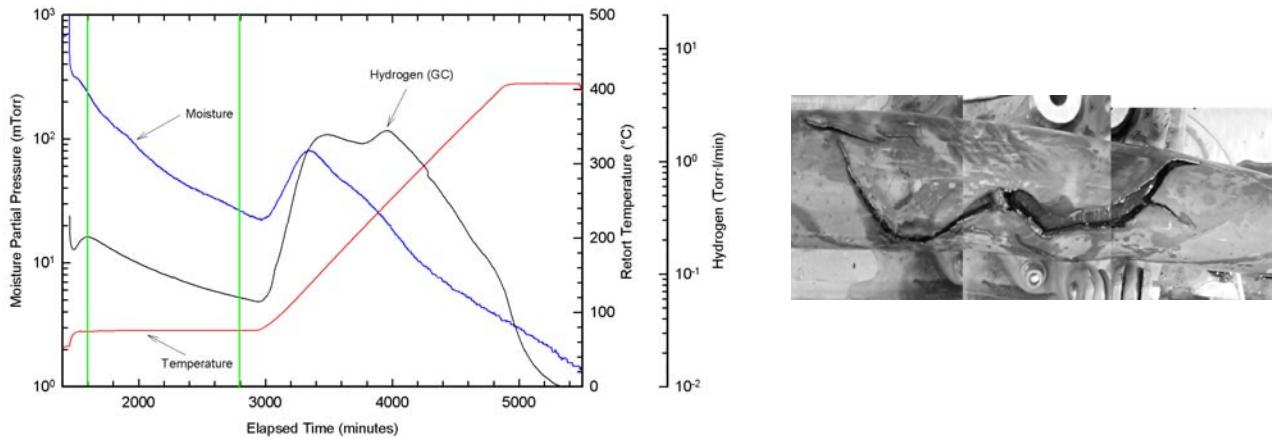 10³
10²
10¹
10⁰
Moisture Partial Pressure (mTorr)
Moisture
Hydrogen (GC)
Temperature
2000
3000
4000
5000
Elapsed Time (minutes)
500
400
300
200
100
0
Retort Temperature (°C)
10¹
10⁰
10⁻¹
10⁻²
Hydrogen (Torr·l/min)